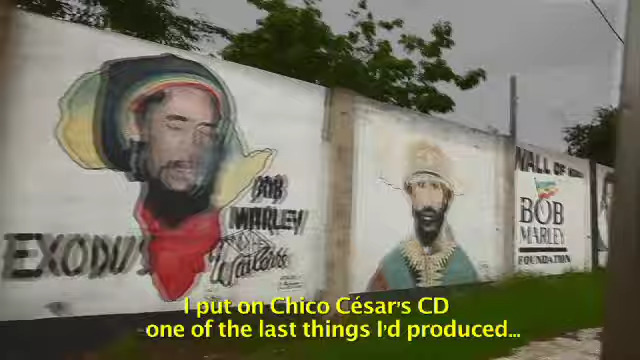 EXODUS
BOB
MARLEY
Wailers
WALL OF
BOB
MARLEY
FOUNDATION
I put on Chico César's CD
one of the last things I'd produced...